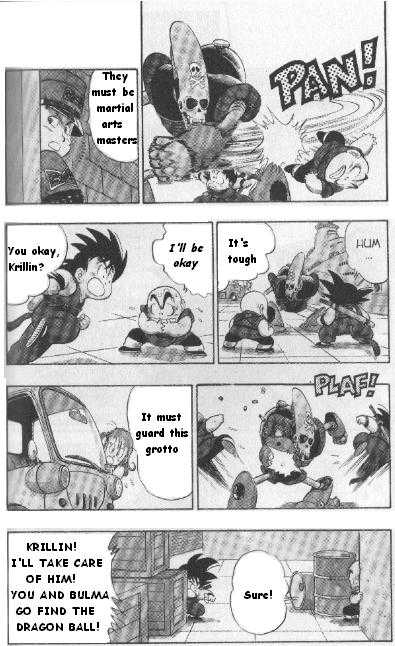 They
must be
martial
arts
masters
PAN!
You okay,
Krillin?
I'll be
okay
It's
tough
HUM
...
PLAF!
It must
guard this
grotto
KRILLIN!
I'LL TAKE CARE
OF HIM!
YOU AND BULMA
GO FIND THE
DRAGON BALL!
Sure!